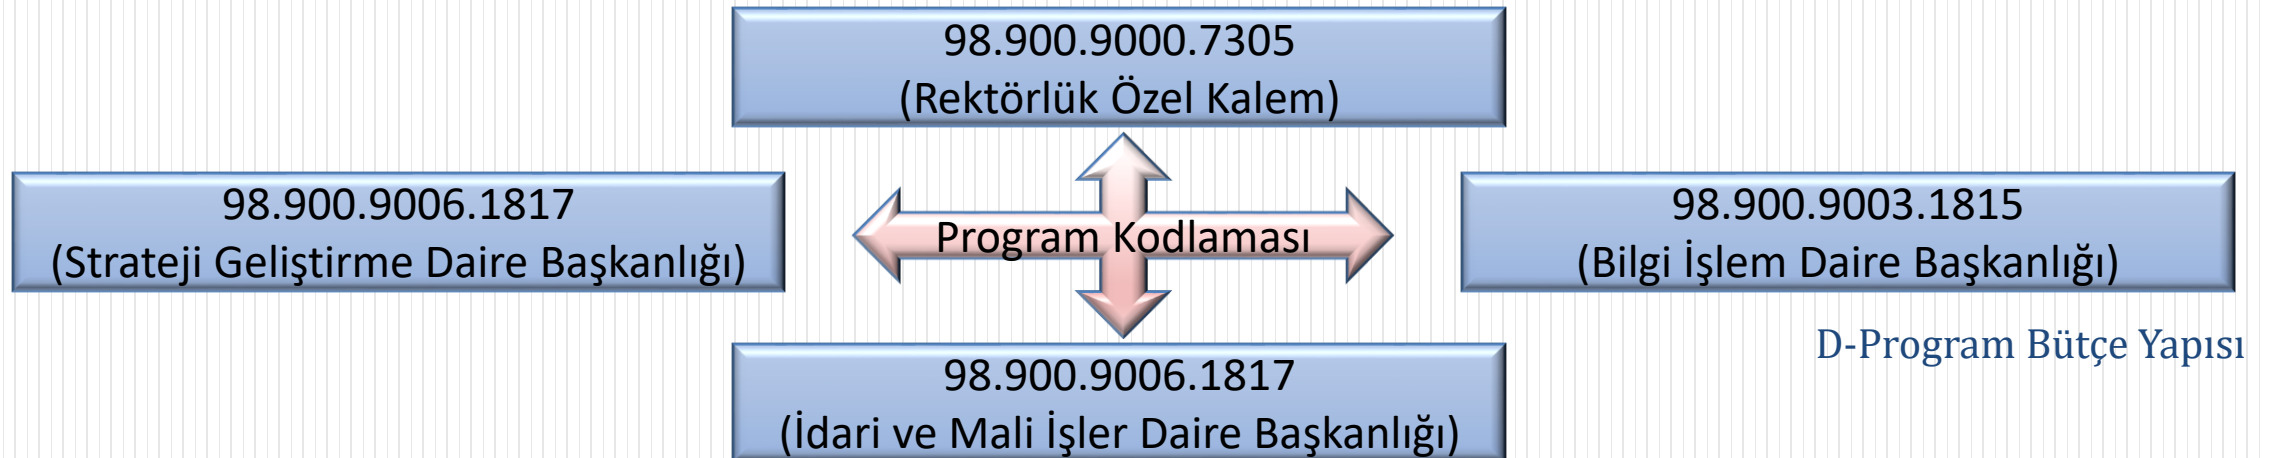 98.900.9000.7305
(Rektörlük Özel Kalem)
98.900.9006.1817
(Strateji Geliştirme Daire Başkanlığı)
Program Kodlaması
98.900.9003.1815
(Bilgi İşlem Daire Başkanlığı)
D-Program Bütçe Yapısı
98.900.9006.1817
(İdari ve Mali İşler Daire Başkanlığı)